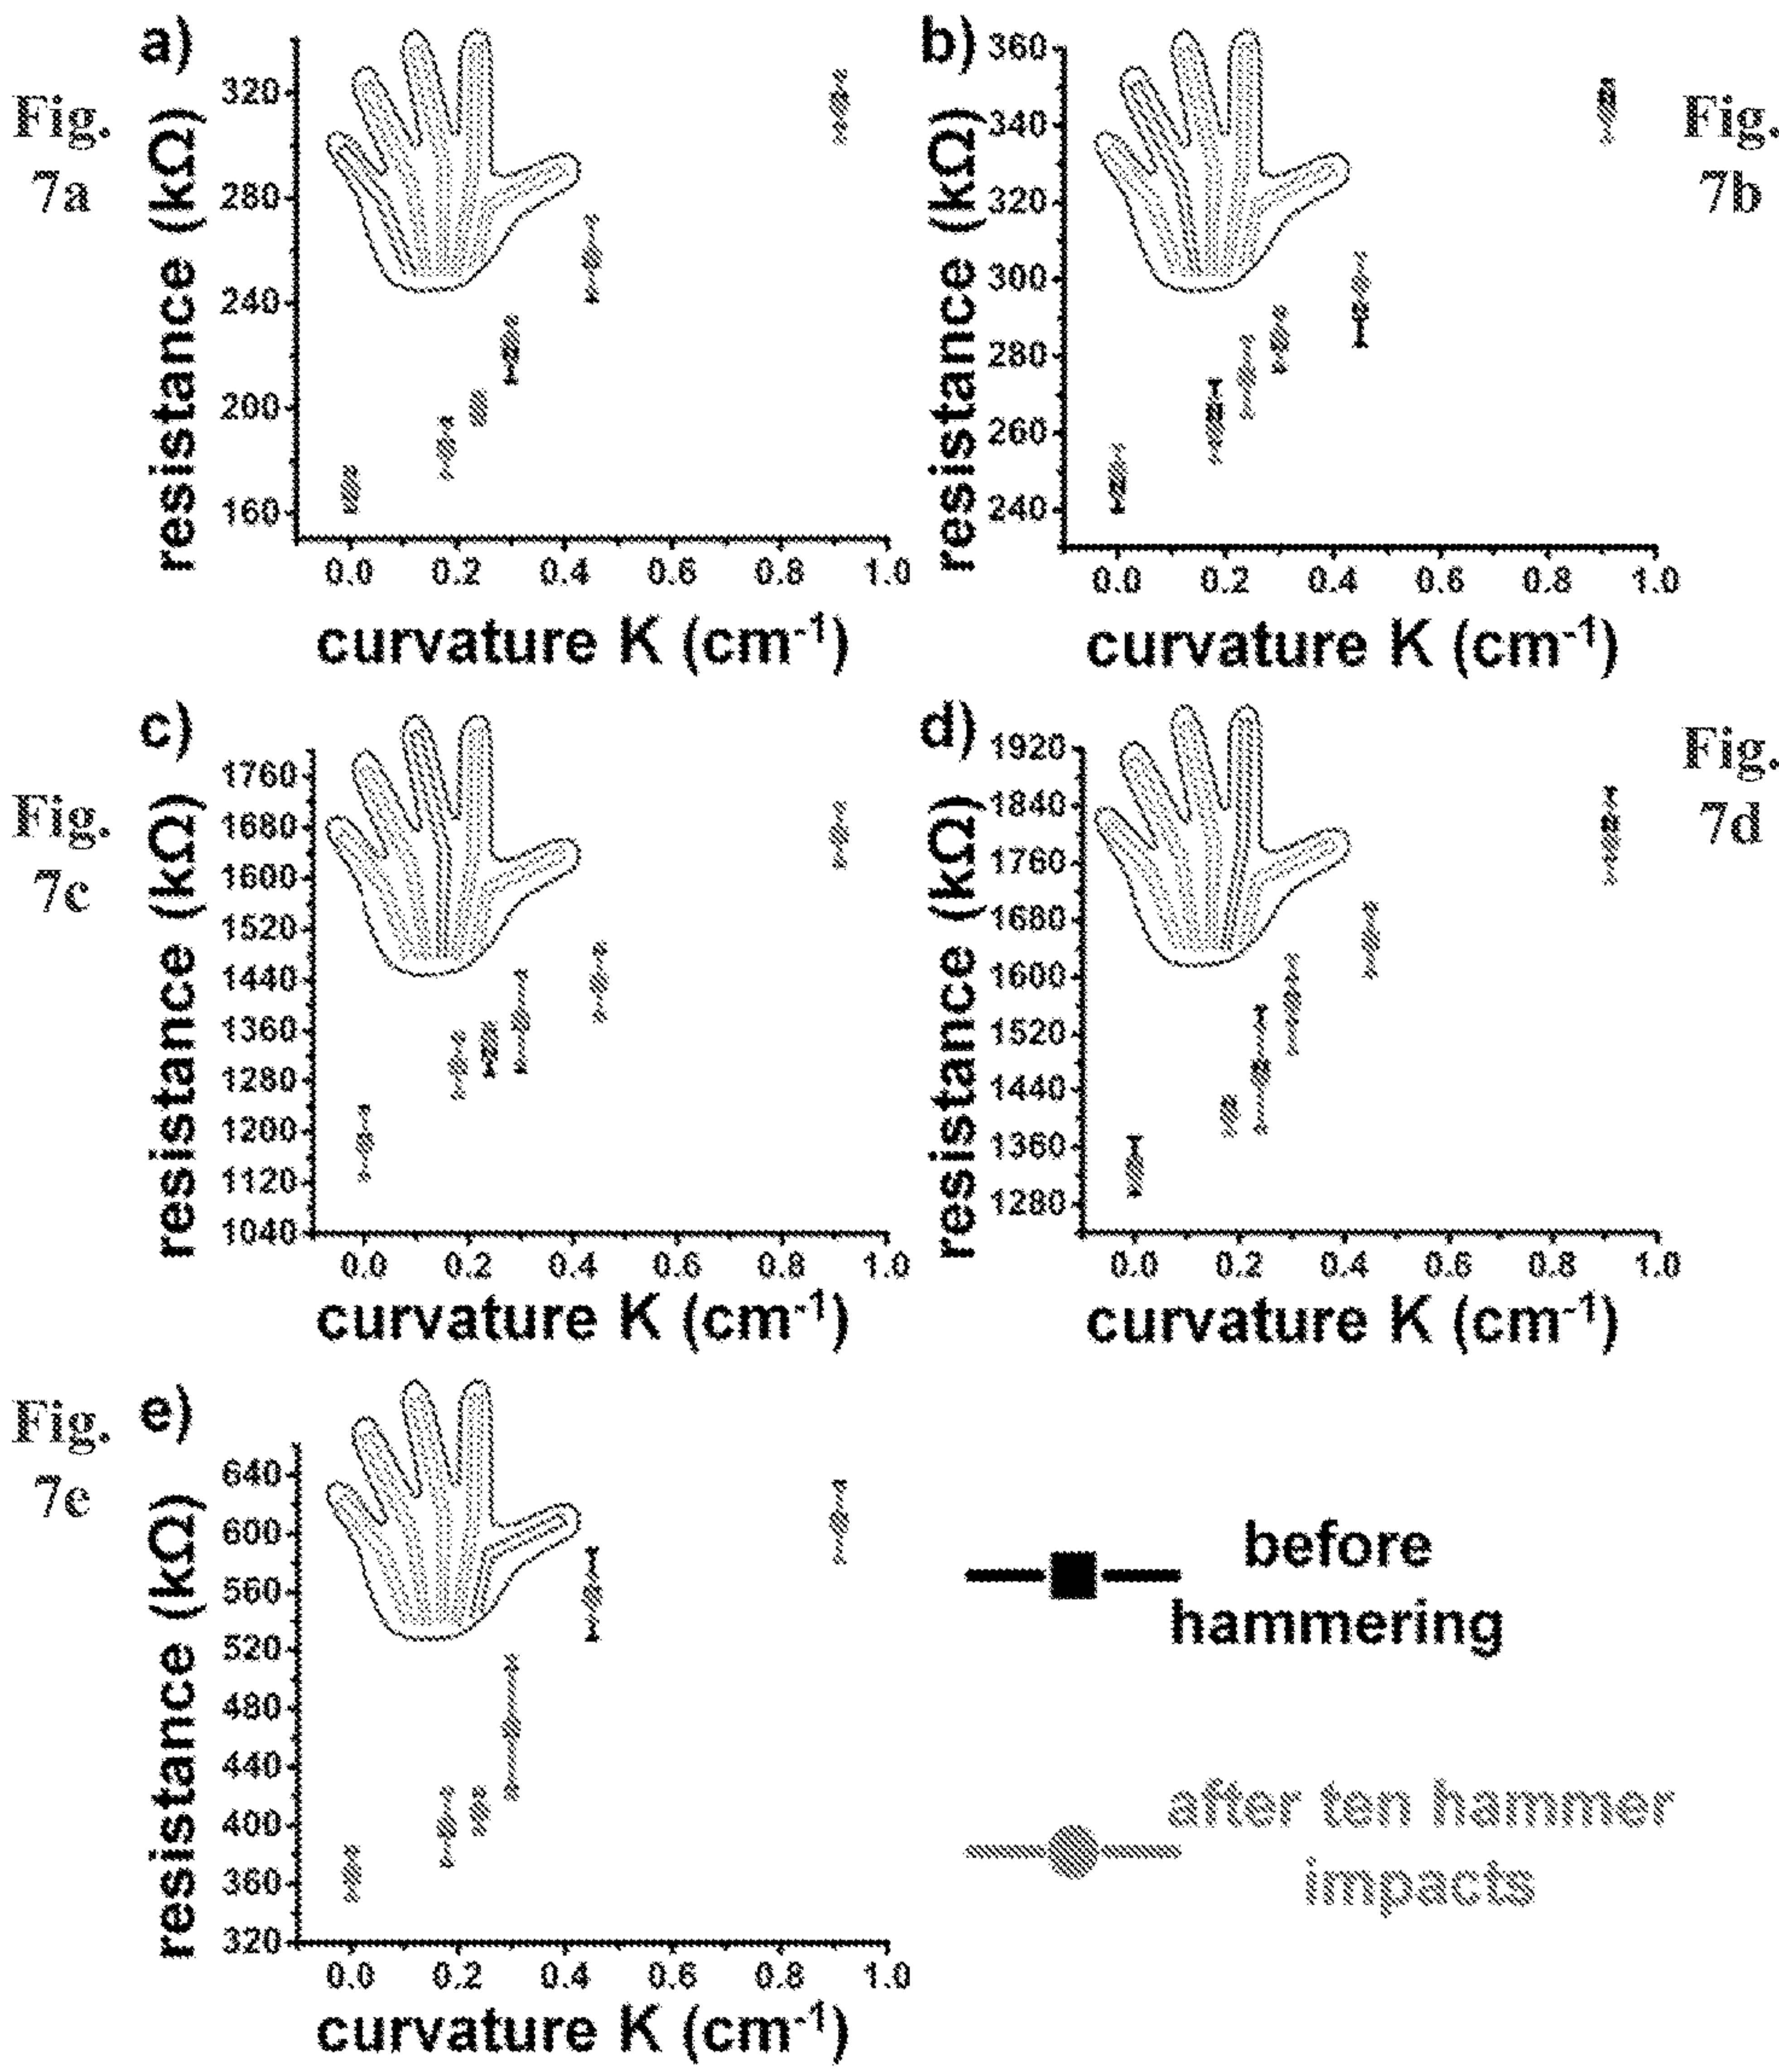 a)
b)
Fig.
7a
Fig.
7b
resistance (kΩ)
320
280
240
200
160
0.0 0.2 0.4 0.6 0.8 1.0
curvature K (cm-1)
resistance (kΩ)
360
340
320
300
280
260
240
0.0 0.2 0.4 0.6 0.8 1.0
curvature K (cm-1)
c)
d)
Fig.
7c
Fig.
7d
resistance (kΩ)
1760
1680
1600
1520
1440
1360
1280
1200
1120
1040
0.0 0.2 0.4 0.6 0.8 1.0
curvature K (cm-1)
resistance (kΩ)
1920
1840
1760
1680
1600
1520
1440
1360
1280
0.0 0.2 0.4 0.6 0.8 1.0
curvature K (cm-1)
Fig.
7e
e)
resistance (kΩ)
640
600
560
520
480
440
400
360
320
0.0 0.2 0.4 0.6 0.8 1.0
curvature K (cm-1)
before
hammering
after ten hammer
impacts